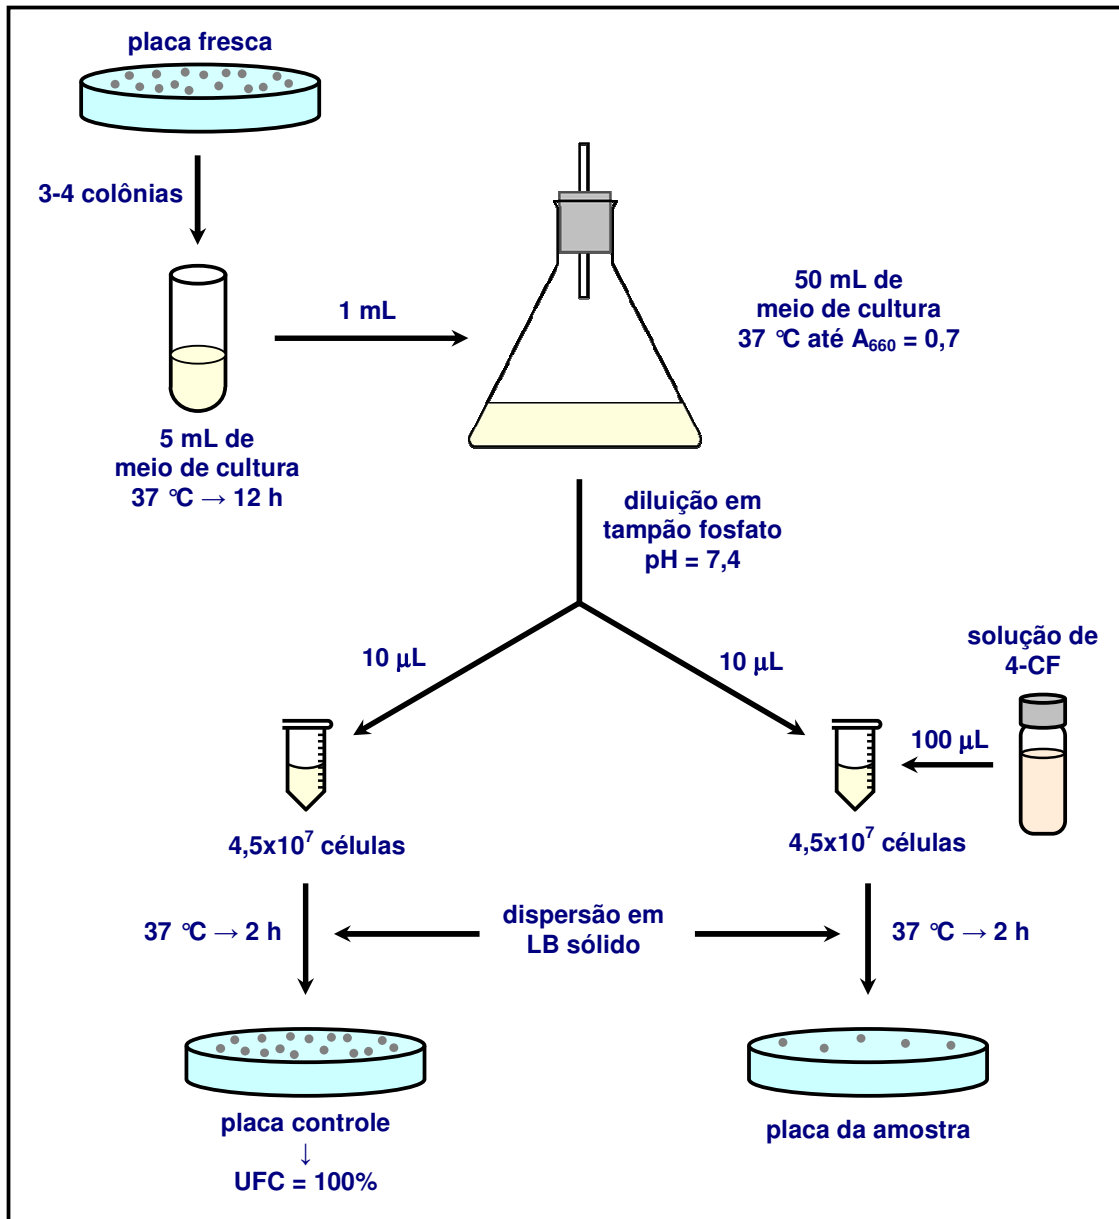 placa fresca
3-4 colônias
1 mL
50 mL de
meio de cultura
37 °C até A₆₆₀ = 0,7
5 mL de
meio de cultura
37 °C → 12 h
diluição em
tampão fosfato
pH = 7,4
10 µL
10 µL
solução de
4-CF
100 µL
4,5x10⁷ células
4,5x10⁷ células
37 °C → 2 h
dispersão em
LB sólido
37 °C → 2 h
placa controle
↓
UFC = 100%
placa da amostra